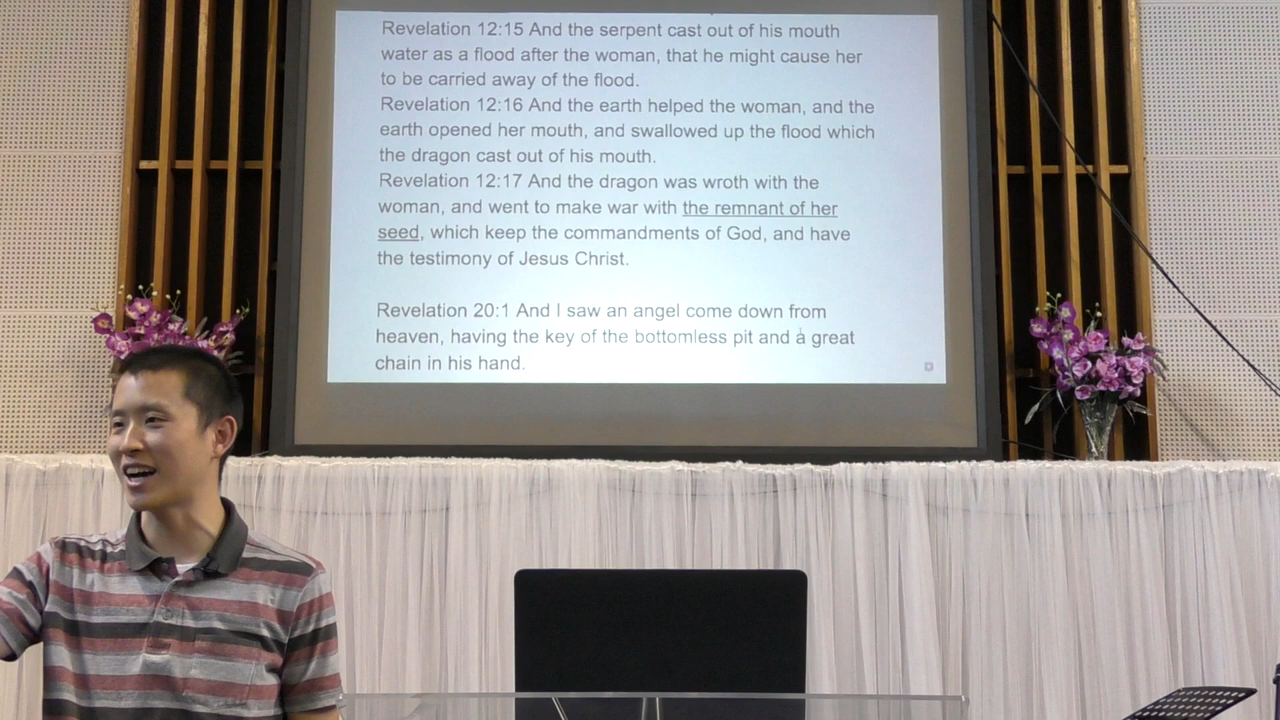 Revelation 12:15 And the serpent cast out of his mouth
water as a flood after the woman, that he might cause her
to be carried away of the flood.
Revelation 12:16 And the earth helped the woman, and the
earth opened her mouth, and swallowed up the flood which
the dragon cast out of his mouth.
Revelation 12:17 And the dragon was wroth with the
woman, and went to make war with the remnant of her
seed, which keep the commandments of God, and have
the testimony of Jesus Christ.
Revelation 20:1 And I saw an angel come down from
heaven, having the key of the bottomless pit and a great
chain in his hand.